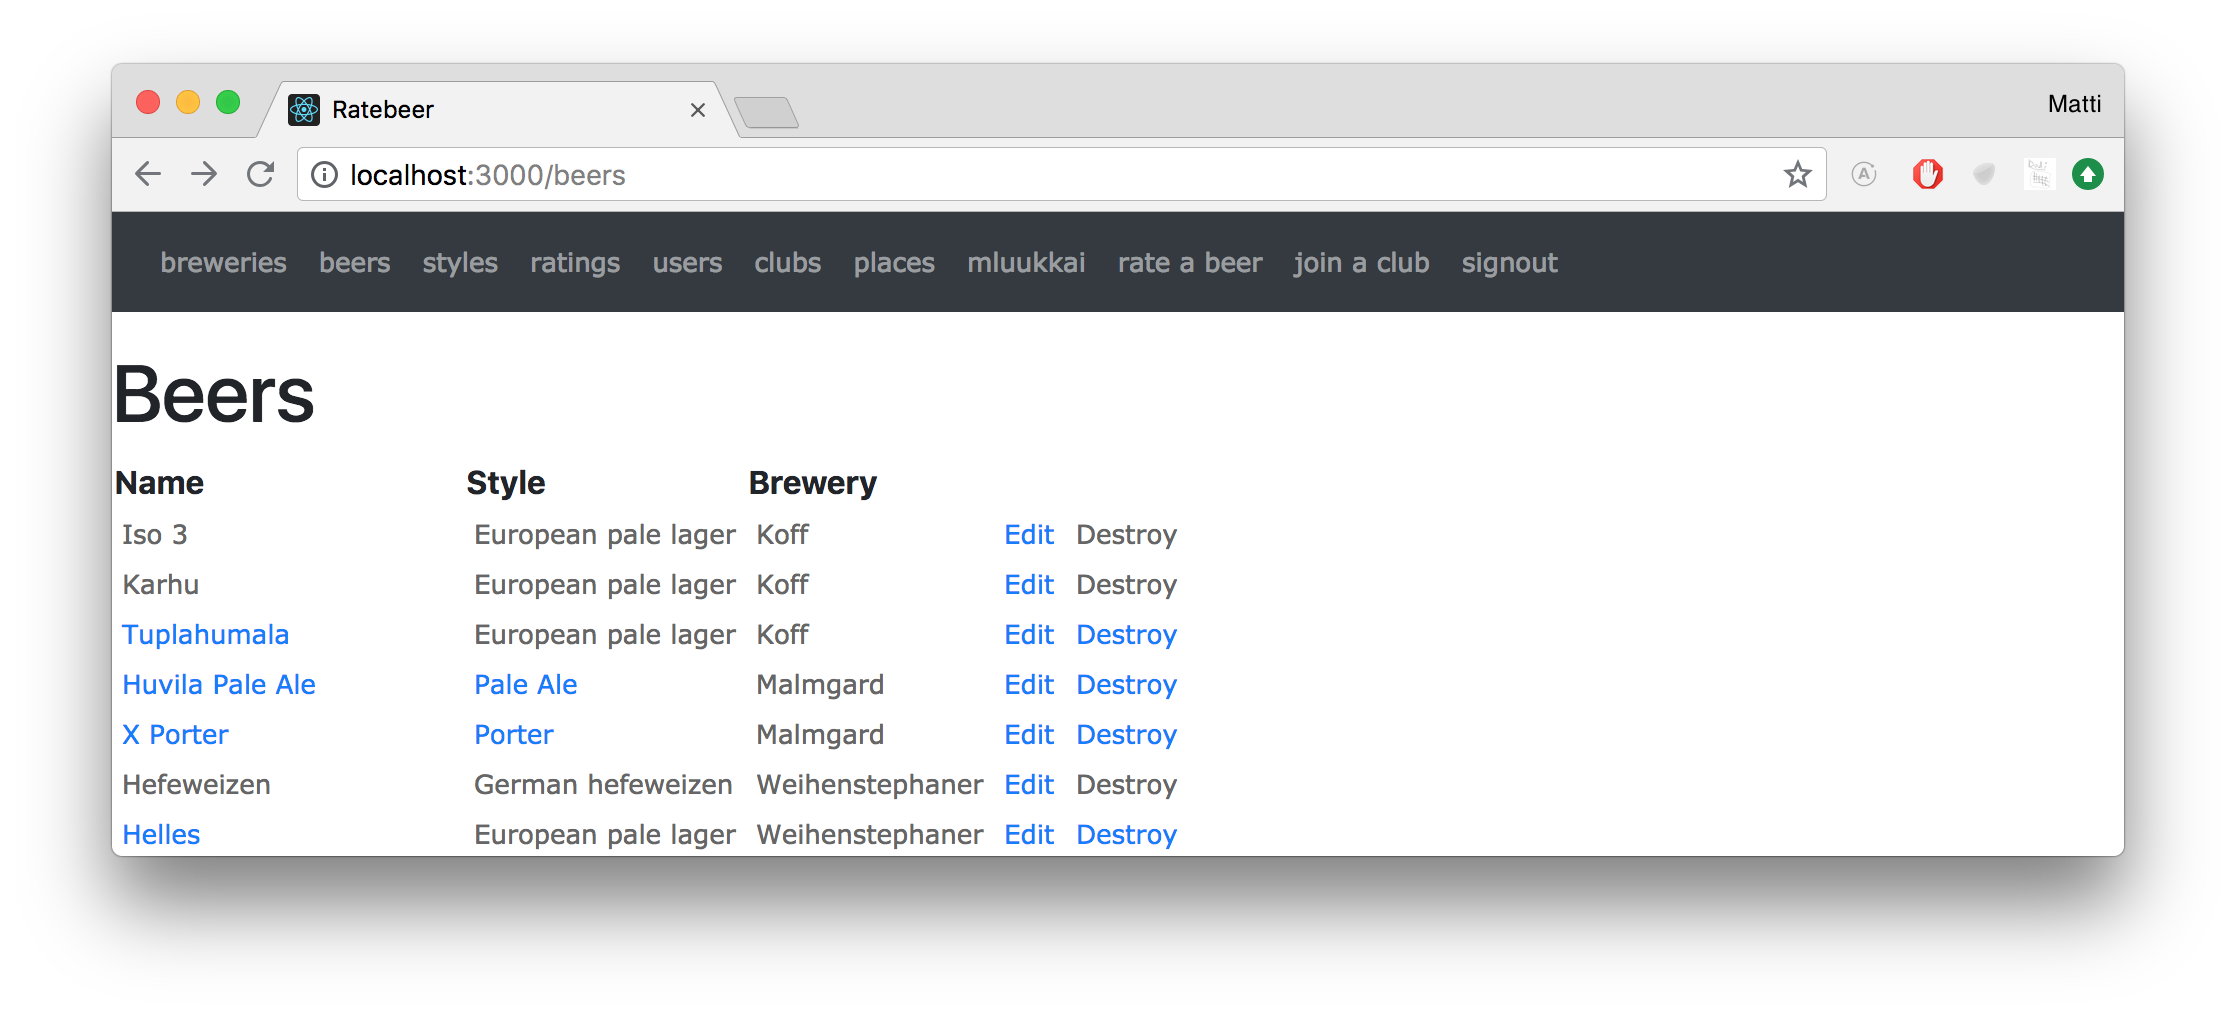 Ratebeer
Matti
localhost:3000/beers
A
breweries beers styles ratings users clubs places mluukkai rate a beer join a club signout
Beers
Name Style Brewery
Iso 3 European pale lager Koff Edit Destroy
Karhu European pale lager Koff Edit Destroy
Tuplahumala European pale lager Koff Edit Destroy
Huvila Pale Ale Pale Ale Malmgard Edit Destroy
X Porter Porter Malmgard Edit Destroy
Hefeweizen German hefeweizen Weihenstephaner Edit Destroy
Helles European pale lager Weihenstephaner Edit Destroy